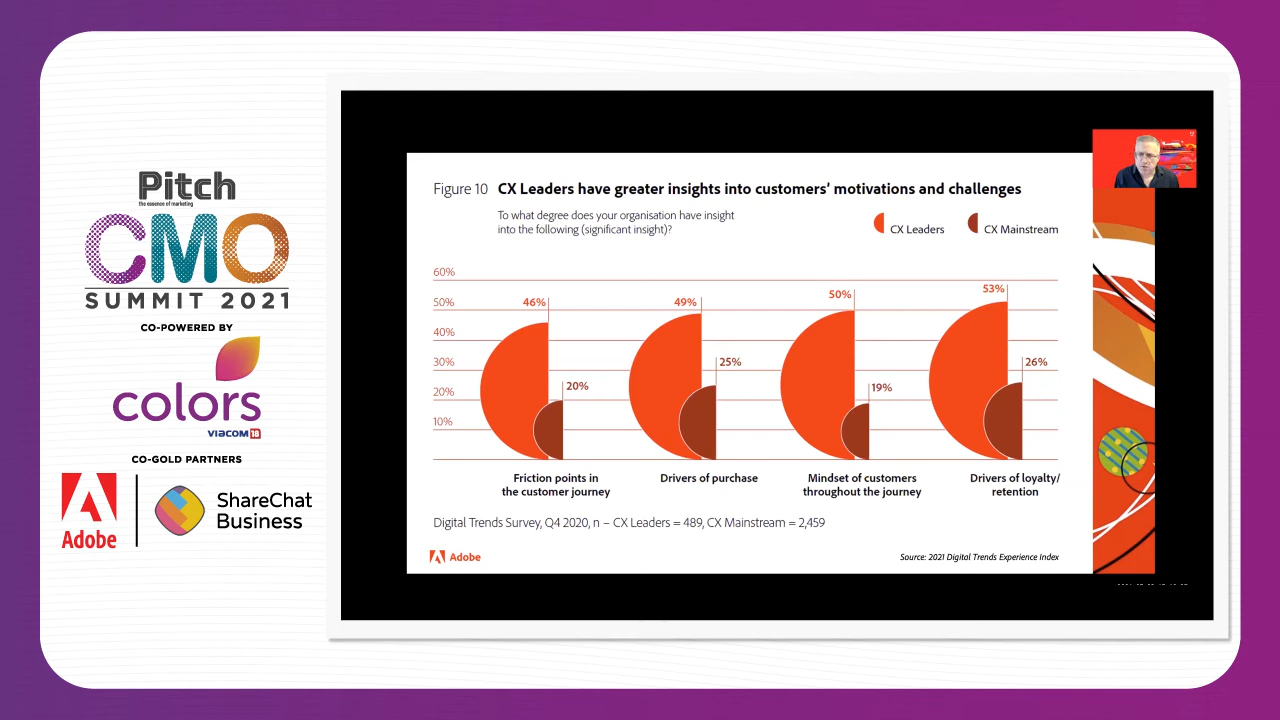 Pitch
the essence of marketing
CMO
SUMMIT 2021
CO-POWERED BY
colors
VIACOM18
CO-GOLD PARTNERS
Adobe
ShareChat
Business
Figure 10 CX Leaders have greater insights into customers’ motivations and challenges
To what degree does your organisation have insight
into the following (significant insight)?
CX Leaders
CX Mainstream
60%
50%
40%
30%
20%
10%
46%
20%
49%
25%
50%
19%
53%
26%
Friction points in
the customer journey
Drivers of purchase
Mindset of customers
throughout the journey
Drivers of loyalty/
retention
Digital Trends Survey, Q4 2020, n – CX Leaders = 489, CX Mainstream = 2,459
Adobe
Source: 2021 Digital Trends Experience Index